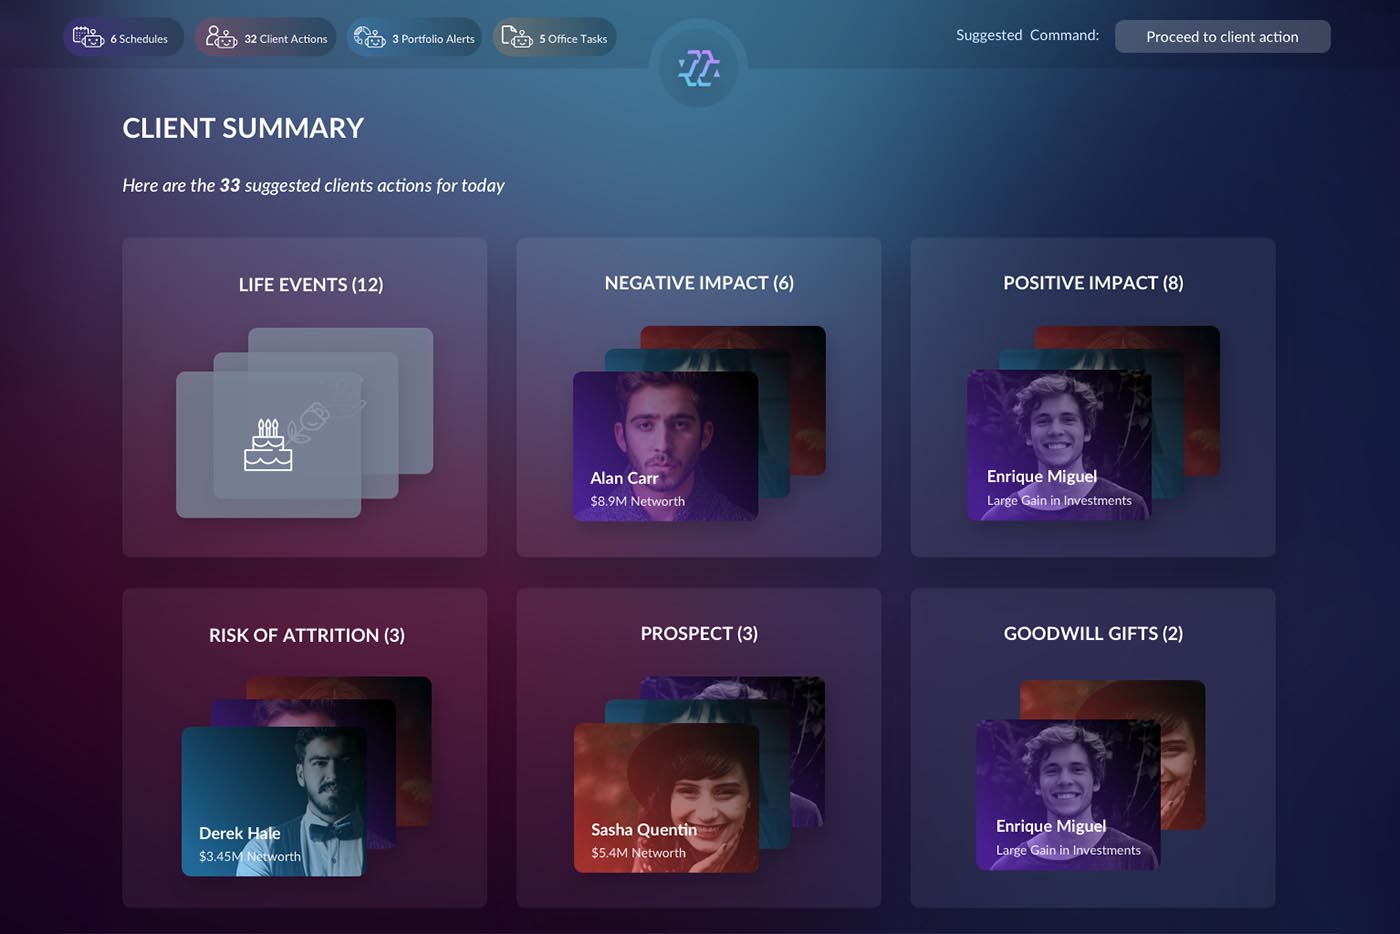 6 Schedules
32 Client Actions
3 Portfolio Alerts
5 Office Tasks
Suggested Command:
Proceed to client action
CLIENT SUMMARY
Here are the 33 suggested clients actions for today
LIFE EVENTS (12)
NEGATIVE IMPACT (6)
Alan Carr
$8.9M Networth
POSITIVE IMPACT (8)
Enrique Miguel
Large Gain in Investments
RISK OF ATTRITION (3)
Derek Hale
$3.45M Networth
PROSPECT (3)
Sasha Quentin
$5.4M Networth
GOODWILL GIFTS (2)
Enrique Miguel
Large Gain in Investments